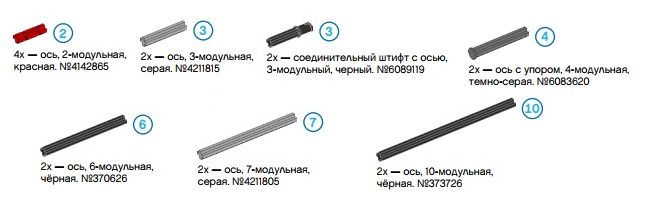 2
3
3
4
4x — ось, 2-модульная,
красная. №4142865
2x — ось, 3-модульная,
серая. №4211815
2x — соединительный штифт с осью,
3-модульный, черный. №6089119
2x — ось с упором, 4-модульная,
темно-серая. №6083620
6
7
10
2x — ось, 6-модульная,
чёрная. №370626
2x — ось, 7-модульная,
серая. №4211805
2x — ось, 10-модульная,
чёрная. №373726